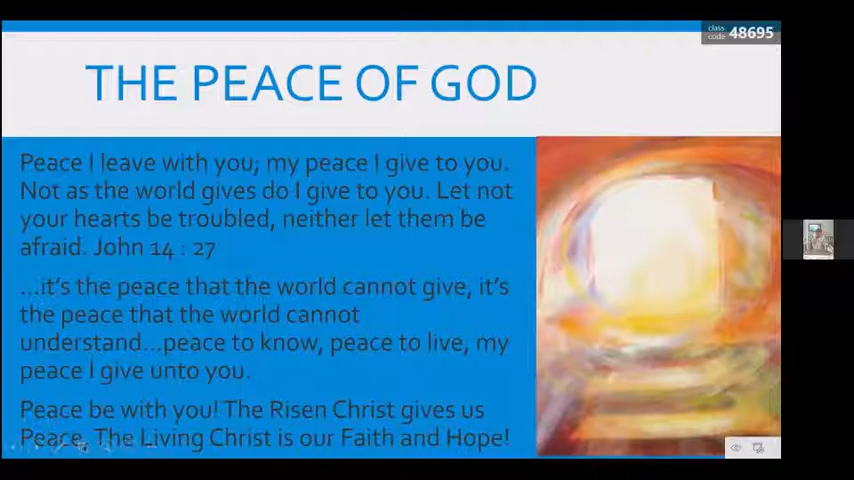 class
code 48695
THE PEACE OF GOD
Peace I leave with you; my peace I give to you.
Not as the world gives do I give to you. Let not
your hearts be troubled, neither let them be
afraid. John 14 : 27
...it's the peace that the world cannot give, it's
the peace that the world cannot
understand...peace to know, peace to live, my
peace I give unto you.
Peace be with you! The Risen Christ gives us
Peace. The Living Christ is our Faith and Hope!